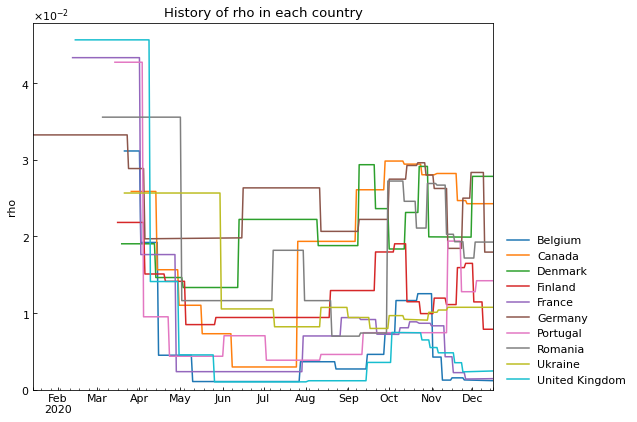 History of rho in each country
×10⁻²
4
3
2
1
0
rho
Feb Mar Apr May Jun Jul Aug Sep Oct Nov Dec
2020
Belgium
Canada
Denmark
Finland
France
Germany
Portugal
Romania
Ukraine
United Kingdom